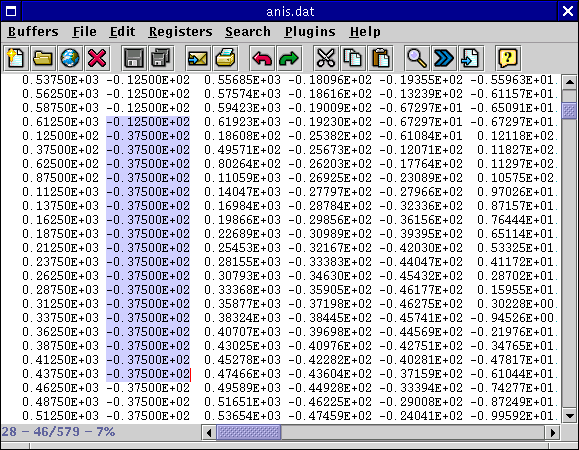 anis.dat
Buffers File Edit Registers Search Plugins Help
0.53750E+03 -0.12500E+02 0.55685E+03 -0.18096E+02 -0.19355E+02 -0.55963E+01
0.56250E+03 -0.12500E+02 0.57574E+03 -0.18616E+02 -0.13239E+02 -0.61157E+01
0.58750E+03 -0.12500E+02 0.59423E+03 -0.19009E+02 -0.67297E+01 -0.65091E+01
0.61250E+03 -0.12500E+02 0.61923E+03 -0.19230E+02 -0.67297E+01 -0.67297E+01
0.12500E+02 -0.37500E+02 0.18608E+02 -0.25382E+02 -0.61084E+01 0.12118E+02
0.37500E+02 -0.37500E+02 0.49571E+02 -0.25673E+02 -0.12071E+02 0.11827E+02
0.62500E+02 -0.37500E+02 0.80264E+02 -0.26203E+02 -0.17764E+02 0.11297E+02
0.87500E+02 -0.37500E+02 0.11059E+03 -0.26925E+02 -0.23089E+02 0.10575E+02
0.11250E+03 -0.37500E+02 0.14047E+03 -0.27797E+02 -0.27966E+02 0.97026E+01
0.13750E+03 -0.37500E+02 0.16984E+03 -0.28784E+02 -0.32336E+02 0.87157E+01
0.16250E+03 -0.37500E+02 0.19866E+03 -0.29856E+02 -0.36156E+02 0.76444E+01
0.18750E+03 -0.37500E+02 0.22689E+03 -0.30989E+02 -0.39395E+02 0.65114E+01
0.21250E+03 -0.37500E+02 0.25453E+03 -0.32167E+02 -0.42030E+02 0.53325E+01
0.23750E+03 -0.37500E+02 0.28155E+03 -0.33383E+02 -0.44047E+02 0.41172E+01
0.26250E+03 -0.37500E+02 0.30793E+03 -0.34630E+02 -0.45432E+02 0.28702E+01
0.28750E+03 -0.37500E+02 0.33368E+03 -0.35905E+02 -0.46177E+02 0.15955E+01
0.31250E+03 -0.37500E+02 0.35877E+03 -0.37198E+02 -0.46275E+02 0.30228E+00
0.33750E+03 -0.37500E+02 0.38324E+03 -0.38445E+02 -0.45741E+02 -0.94526E+00
0.36250E+03 -0.37500E+02 0.40707E+03 -0.39698E+02 -0.44569E+02 -0.21976E+01
0.38750E+03 -0.37500E+02 0.43025E+03 -0.40976E+02 -0.42751E+02 -0.34765E+01
0.41250E+03 -0.37500E+02 0.45278E+03 -0.42282E+02 -0.40281E+02 -0.47817E+01
0.43750E+03 -0.37500E+02 0.47466E+03 -0.43604E+02 -0.37159E+02 -0.61044E+01
0.46250E+03 -0.37500E+02 0.49589E+03 -0.44928E+02 -0.33394E+02 -0.74277E+01
0.48750E+03 -0.37500E+02 0.51651E+03 -0.46225E+02 -0.29008E+02 -0.87249E+01
0.51250E+03 -0.37500E+02 0.53654E+03 -0.47459E+02 -0.24041E+02 -0.99592E+01
28 - 46/579 - 7%